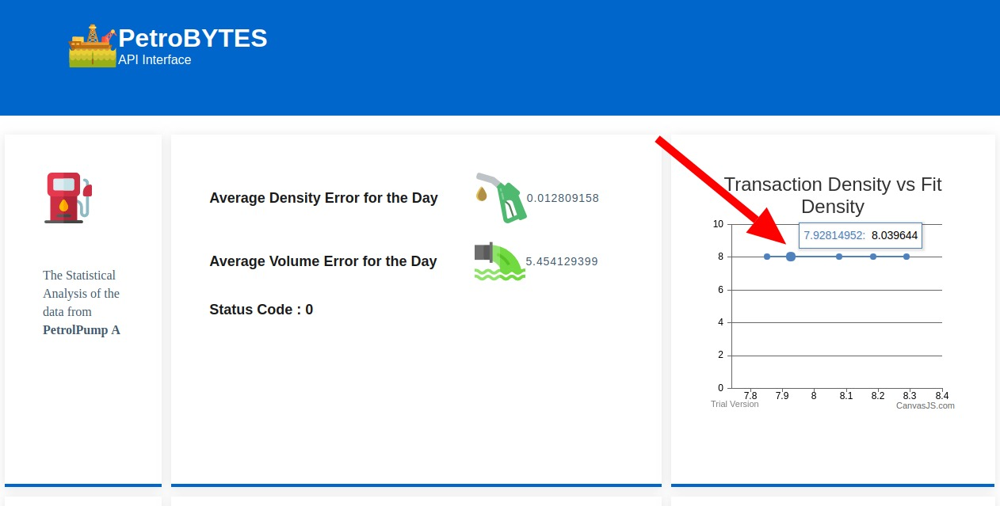 PetroBYTES
API Interface
The Statistical
Analysis of the
data from
PetrolPump A
Average Density Error for the Day
0.012809158
Average Volume Error for the Day
5.454129399
Status Code : 0
Transaction Density vs Fit
Density
10
7.92814952: 8.039644
8
6
4
2
0
7.8 7.9 8 8.1 8.2 8.3 8.4
Trial Version
CanvasJS.com